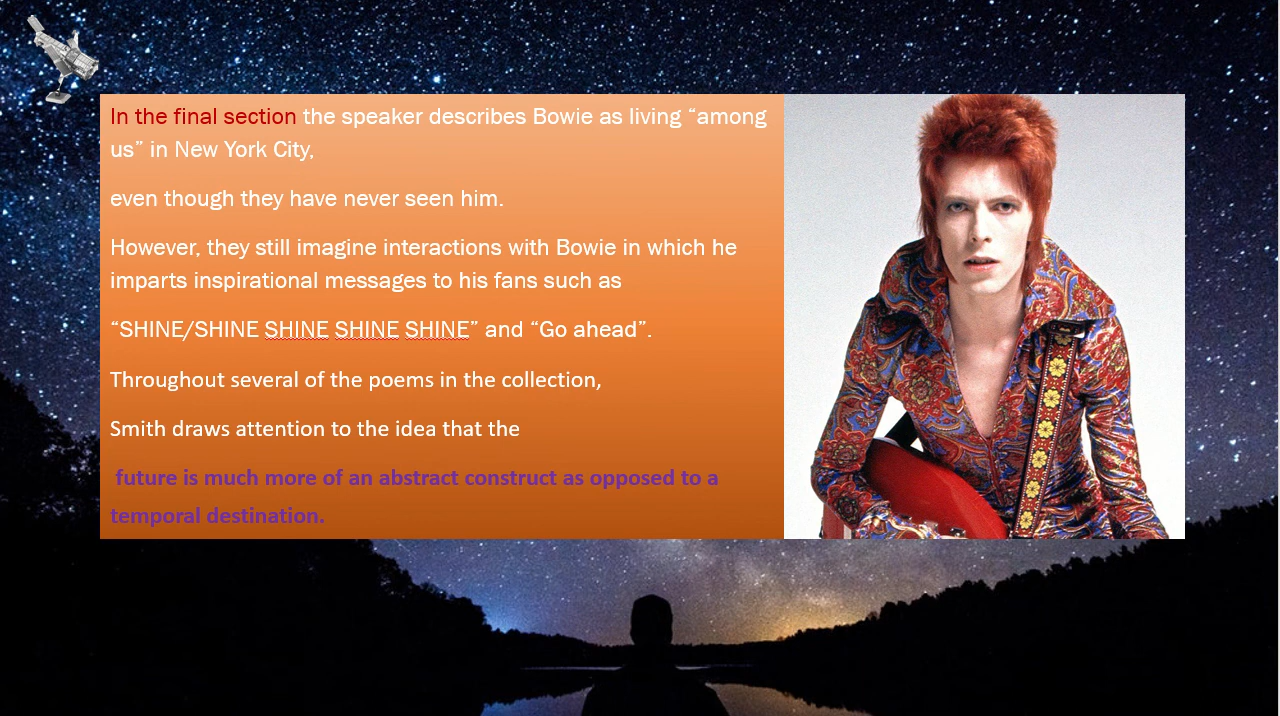 In the final section the speaker describes Bowie as living “among
us” in New York City,
even though they have never seen him.
However, they still imagine interactions with Bowie in which he
imparts inspirational messages to his fans such as
“SHINE/SHINE SHINE SHINE SHINE” and “Go ahead”.
Throughout several of the poems in the collection,
Smith draws attention to the idea that the
future is much more of an abstract construct as opposed to a
temporal destination.